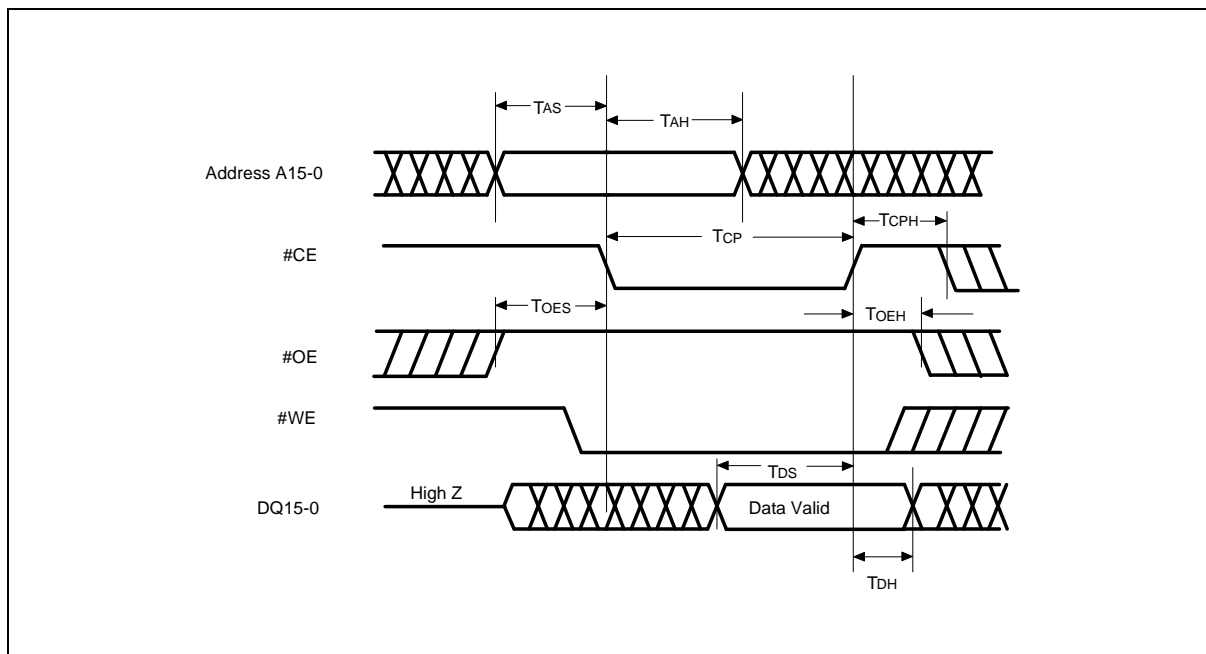 TAS
TAH
Address A15-0
TCPH
TCP
#CE
TOES
TOEH
#OE
#WE
TDS
High Z
Data Valid
DQ15-0
TDH